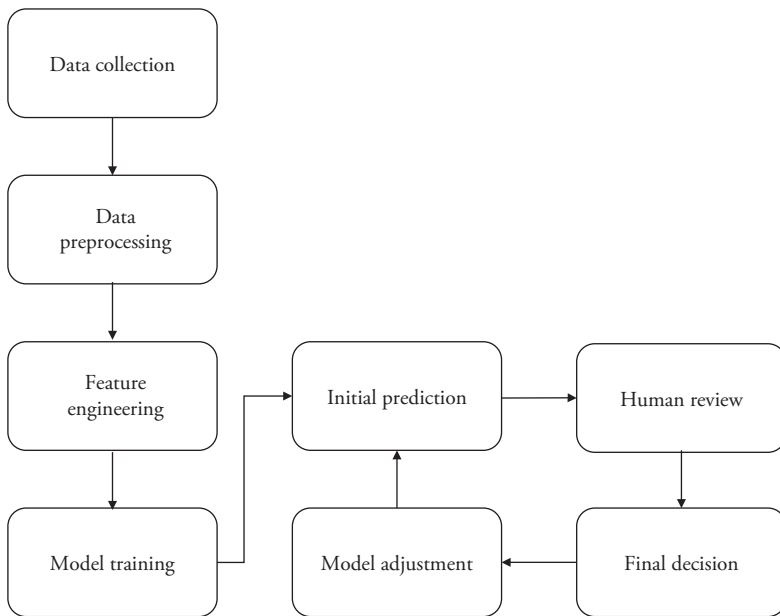 Data collection
Data
preprocessing
Feature
engineering
Model training
Initial prediction
Human review
Model adjustment
Final decision